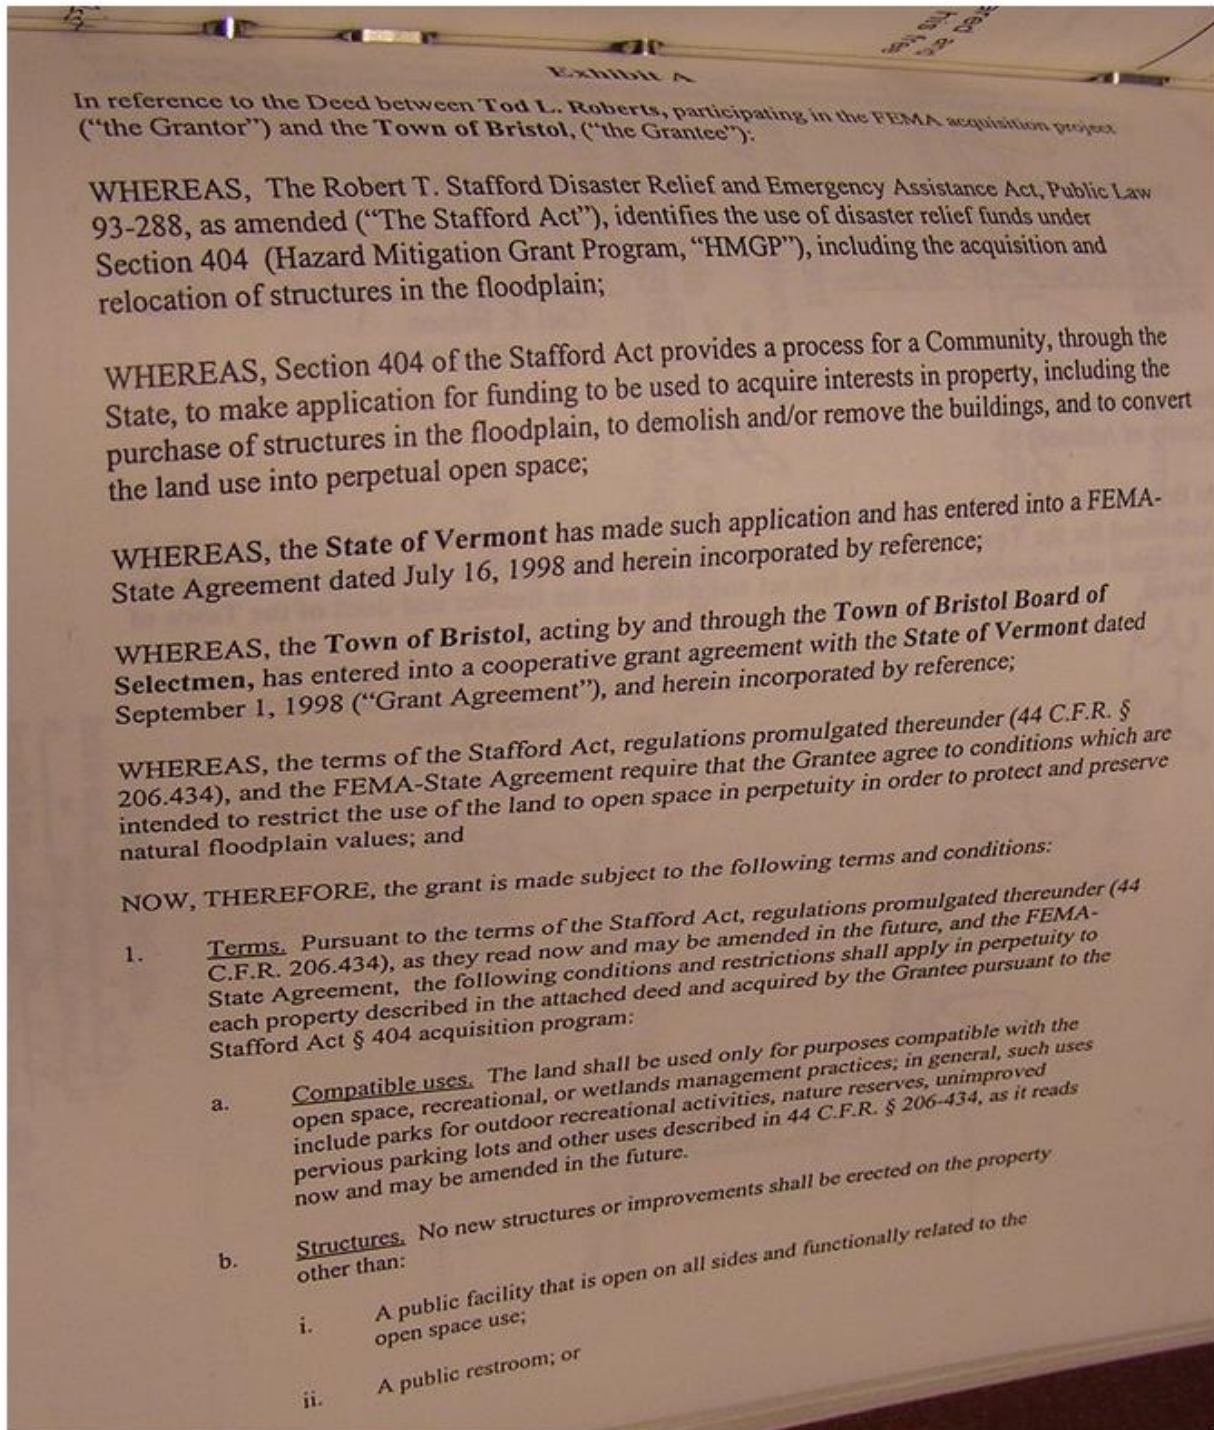 Exhibit A
In reference to the Deed between Tod L. Roberts, participating in the FEMA acquisition project
("the Grantor") and the Town of Bristol, ("the Grantee"):
WHEREAS, The Robert T. Stafford Disaster Relief and Emergency Assistance Act, Public Law
93-288, as amended ("The Stafford Act"), identifies the use of disaster relief funds under
Section 404 (Hazard Mitigation Grant Program, "HMGP"), including the acquisition and
relocation of structures in the floodplain;
WHEREAS, Section 404 of the Stafford Act provides a process for a Community, through the
State, to make application for funding to be used to acquire interests in property, including the
purchase of structures in the floodplain, to demolish and/or remove the buildings, and to convert
the land use into perpetual open space;
WHEREAS, the State of Vermont has made such application and has entered into a FEMA-
State Agreement dated July 16, 1998 and herein incorporated by reference;
WHEREAS, the Town of Bristol, acting by and through the Town of Bristol Board of
Selectmen, has entered into a cooperative grant agreement with the State of Vermont dated
September 1, 1998 ("Grant Agreement"), and herein incorporated by reference;
WHEREAS, the terms of the Stafford Act, regulations promulgated thereunder (44 C.F.R. §
206.434), and the FEMA-State Agreement require that the Grantee agree to conditions which are
intended to restrict the use of the land to open space in perpetuity in order to protect and preserve
natural floodplain values; and
NOW, THEREFORE, the grant is made subject to the following terms and conditions:
1. Terms. Pursuant to the terms of the Stafford Act, regulations promulgated thereunder (44
C.F.R. 206.434), as they read now and may be amended in the future, and the FEMA-
State Agreement, the following conditions and restrictions shall apply in perpetuity to
each property described in the attached deed and acquired by the Grantee pursuant to the
Stafford Act § 404 acquisition program:
a. Compatible uses. The land shall be used only for purposes compatible with the
open space, recreational, or wetlands management practices; in general, such uses
include parks for outdoor recreational activities, nature reserves, unimproved
pervious parking lots and other uses described in 44 C.F.R. § 206-434, as it reads
now and may be amended in the future.
b. Structures. No new structures or improvements shall be erected on the property
other than:
i. A public facility that is open on all sides and functionally related to the
open space use;
ii. A public restroom; or